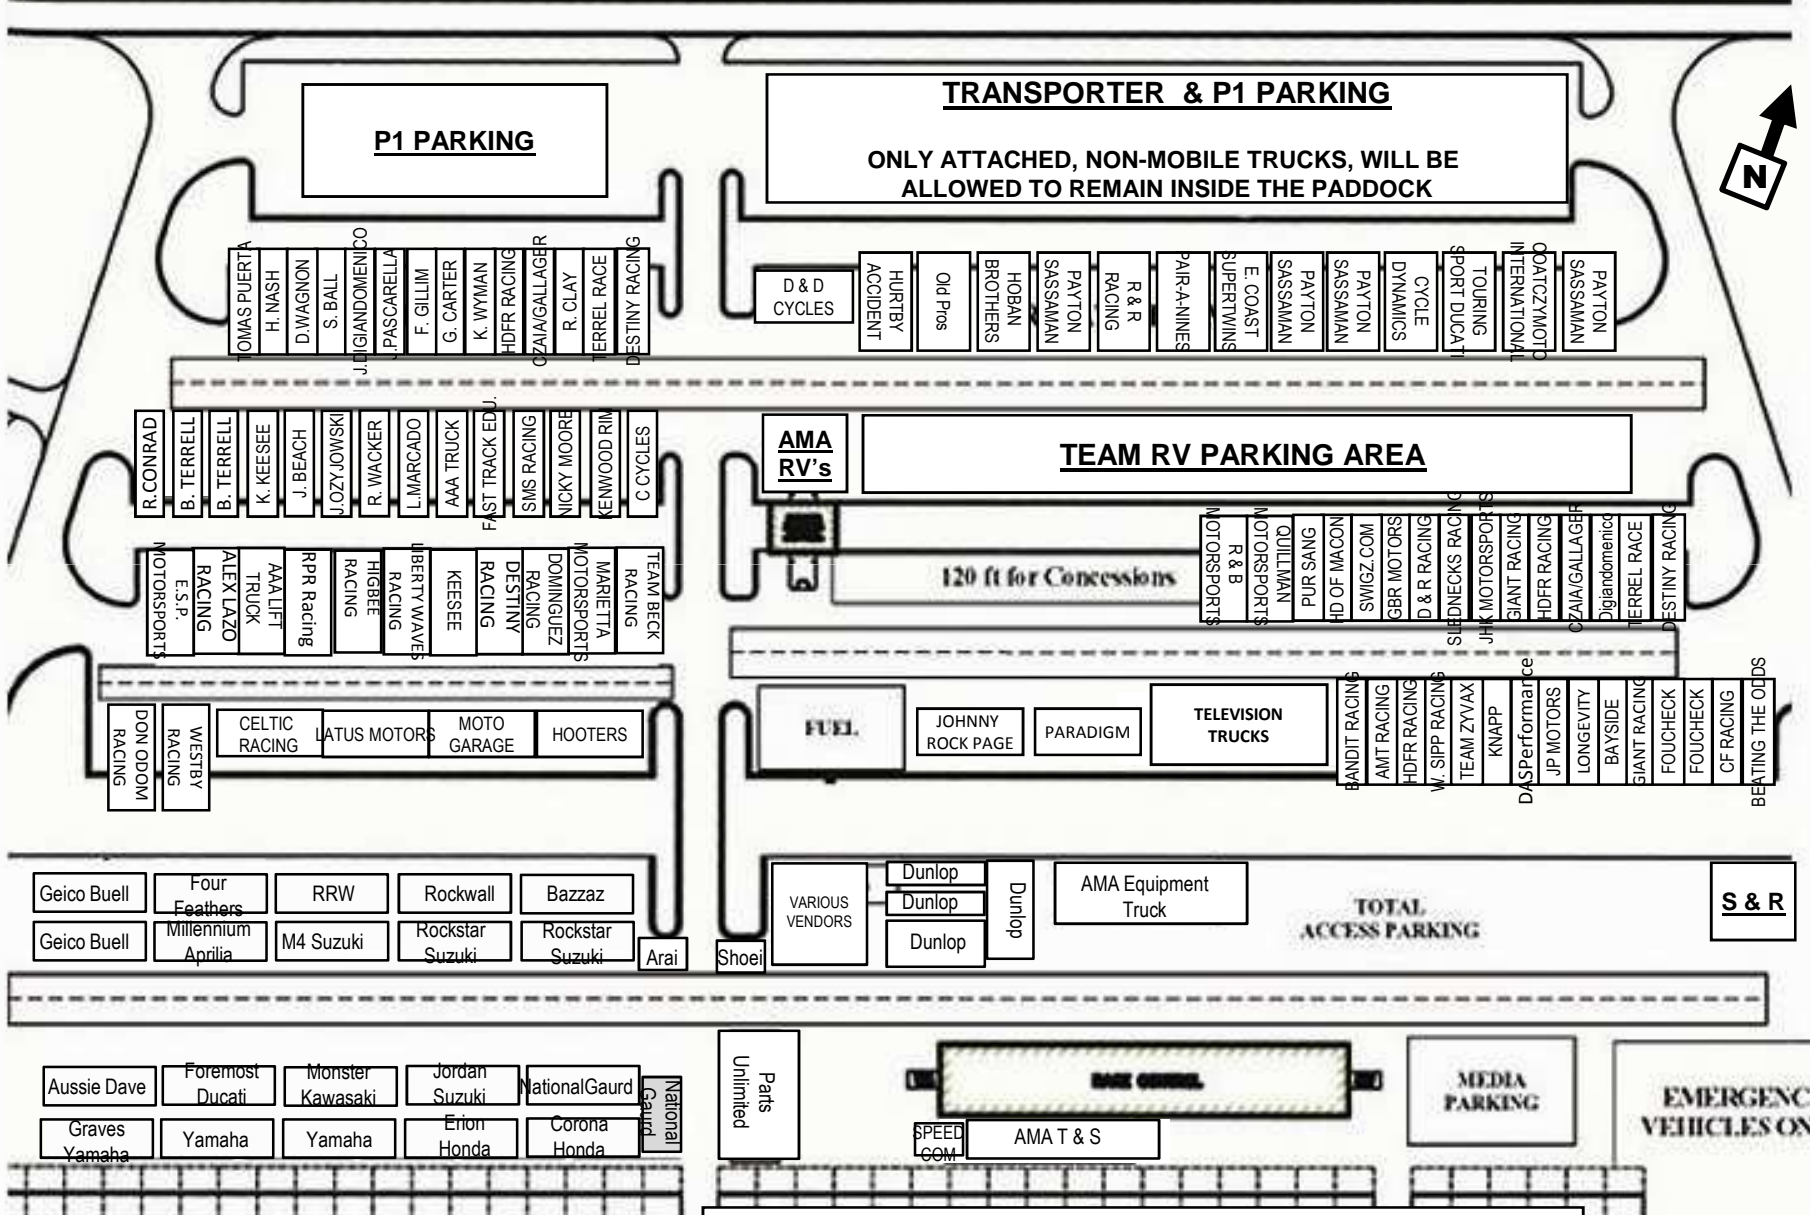 TRANSPORTER & P1 PARKING
P1 PARKING
ONLY ATTACHED, NON-MOBILE TRUCKS, WILL BE
ALLOWED TO REMAIN INSIDE THE PADDOCK
N
TOMAS PUERTA
H. NASH
D.WAGNON
S. BALL
J.DIGIANDOMENICO
J.PASCARELLA
F. GILLIM
G. CARTER
K. WYMAN
HDFR RACING
CZAIA/GALLAGER
R. CLAY
TERREL RACE
DESTINY RACING
D & D
CYCLES
HURTBY
ACCIDENT
Old Pros
HOBAN
BROTHERS
PAYTON
SASSAMAN
R & R
RACING
PAIR-A-NINES
E. COAST
SUPERTWINS
PAYTON
SASSAMAN
PAYTON
SASSAMAN
CYCLE
DYNAMICS
TOURING
SPORT DUCATI
COATCZYMOTO
INTERNATIONAL
PAYTON
SASSAMAN
R.CONRAD
B. TERRELL
B. TERRELL
K. KEESEE
J. BEACH
J.OZYJOWSKI
R. WACKER
L.MARCADO
AAA TRUCK
FAST TRACK EDU.
SMS RACING
NICKY MOORE
KENWOOD RIM
C CYCLES
AMA
RV's
TEAM RV PARKING AREA
E.S.P.
MOTORSPORTS
ALEX LAZO
RACING
AAA LIFT
TRUCK
RPR Racing
HIGBEE
RACING
LIBERTY WAVES
RACING
KEESEE
DESTINY
RACING
DOMINGUEZ
RACING
MARIETTA
MOTORSPORTS
TEAM BECK
RACING
120 ft for Concessions
R & B
MOTORSPORTS
QUILLMAN
MOTORSPORTS
PUR SANG
HD OF MACON
SWIGZ.COM
GBR MOTORS
D & R RACING
SLEDNECKS RACING
JHK MOTORSPORTS
GIANT RACING
HDFR RACING
CZAIA/GALLAGER
Digiandomenico
TERREL RACE
DESTINY RACING
DON ODOM
RACING
WESTBY
RACING
CELTIC
RACING
LATUS MOTORS
MOTO
GARAGE
HOOTERS
FUEL
JOHNNY
ROCK PAGE
PARADIGM
TELEVISION
TRUCKS
BANDIT RACING
AMT RACING
HDFR RACING
W. SIPP RACING
TEAM ZYVAX
KNAPP
DASPerformance
JP MOTORS
LONGEVITY
BAYSIDE
GIANT RACING
FOUCHECK
FOUCHECK
CF RACING
BEATING THE ODDS
Geico Buell
Four
Feathers
RRW
Rockwall
Bazzaz
Geico Buell
Millennium
Aprilia
M4 Suzuki
Rockstar
Suzuki
Rockstar
Suzuki
Arai
Shoei
VARIOUS
VENDORS
Dunlop
Dunlop
Dunlop
Dunlop
AMA Equipment
Truck
TOTAL
ACCESS PARKING
S & R
Aussie Dave
Foremost
Ducati
Monster
Kawasaki
Jordan
Suzuki
NationalGaurd
National
Gaurd
Graves
Yamaha
Yamaha
Yamaha
Erion
Honda
Corona
Honda
Parts
Unlimited
RACE CONTROL
SPEED
COM
AMA T & S
MEDIA
PARKING
EMERGENC
VEHICLES ON